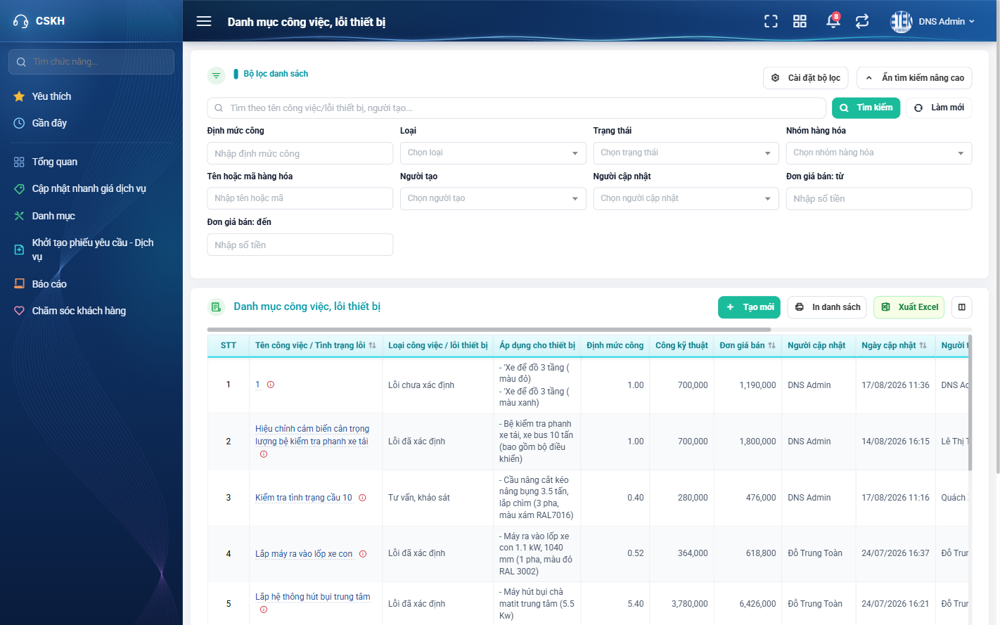 CSKH
Danh mục công việc, lỗi thiết bị
8
DNS Admin
Tìm chức năng...
Yêu thích
Gần đây
Tổng quan
Cập nhật nhanh giá dịch vụ
Danh mục
Khởi tạo phiếu yêu cầu - Dịch
vụ
Báo cáo
Chăm sóc khách hàng
Bộ lọc danh sách
Cài đặt bộ lọc
Ẩn tìm kiếm nâng cao
Tìm theo tên công việc/lỗi thiết bị, người tạo...
Tìm kiếm
Làm mới
Định mức công
Loại
Trạng thái
Nhóm hàng hóa
Nhập định mức công
Chọn loại
Chọn trạng thái
Chọn nhóm hàng hóa
Tên hoặc mã hàng hóa
Người tạo
Người cập nhật
Đơn giá bán: từ
Nhập tên hoặc mã
Chọn người tạo
Chọn người cập nhật
Nhập số tiền
Đơn giá bán: đến
Nhập số tiền
Danh mục công việc, lỗi thiết bị
Tạo mới
In danh sách
Xuất Excel
STT
Tên công việc / Tình trạng lỗi
Loại công việc / lỗi thiết bị
Áp dụng cho thiết bị
Định mức công
Công kỹ thuật
Đơn giá bán
Người cập nhật
Ngày cập nhật
Người t
1
1
Lỗi chưa xác định
- 'Xe để đồ 3 tầng (
màu đỏ)
- 'Xe để đồ 3 tầng (
màu xanh)
1.00
700,000
1,190,000
DNS Admin
17/08/2026 11:36
DNS Ad
2
Hiệu chỉnh cảm biến cân trọng
lượng bệ kiểm tra phanh xe tải
Lỗi đã xác định
- Bệ kiểm tra phanh
xe tải, xe bus 10 tấn
(bao gồm bộ điều
khiển)
1.00
700,000
1,800,000
DNS Admin
14/08/2026 16:15
Lê Thị T
3
Kiểm tra tình trạng cầu 10
Tư vấn, khảo sát
- Cầu nâng cắt kéo
nâng bụng 3.5 tấn,
lắp chìm (3 pha,
màu xám RAL7016)
0.40
280,000
476,000
DNS Admin
17/08/2026 11:16
Quách
4
Lắp máy ra vào lốp xe con
Lỗi đã xác định
- Máy ra vào lốp xe
con 1.1 kW, 1040
mm (1 pha, màu đỏ
RAL 3002)
0.52
364,000
618,800
Đỗ Trung Toàn
24/07/2026 16:37
Đỗ Trun
5
Lắp hệ thông hút bụi trung tâm
Lỗi đã xác định
- Máy hút bụi chà
matit trung tâm (5.5
Kw)
5.40
3,780,000
6,426,000
Đỗ Trung Toàn
24/07/2026 16:21
Đỗ Trun